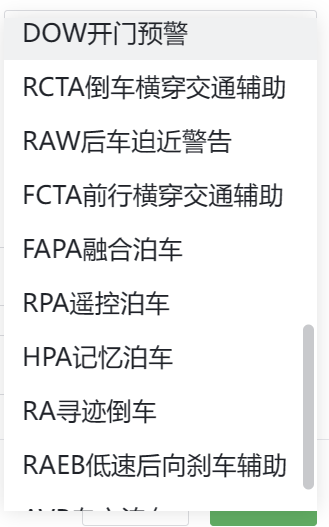 DOW开门预警
RCTA倒车横穿交通辅助
RAW后车迫近警告
FCTA前行横穿交通辅助
FAPA融合泊车
RPA遥控泊车
HPA记忆泊车
RA寻迹倒车
RAEB低速后向刹车辅助